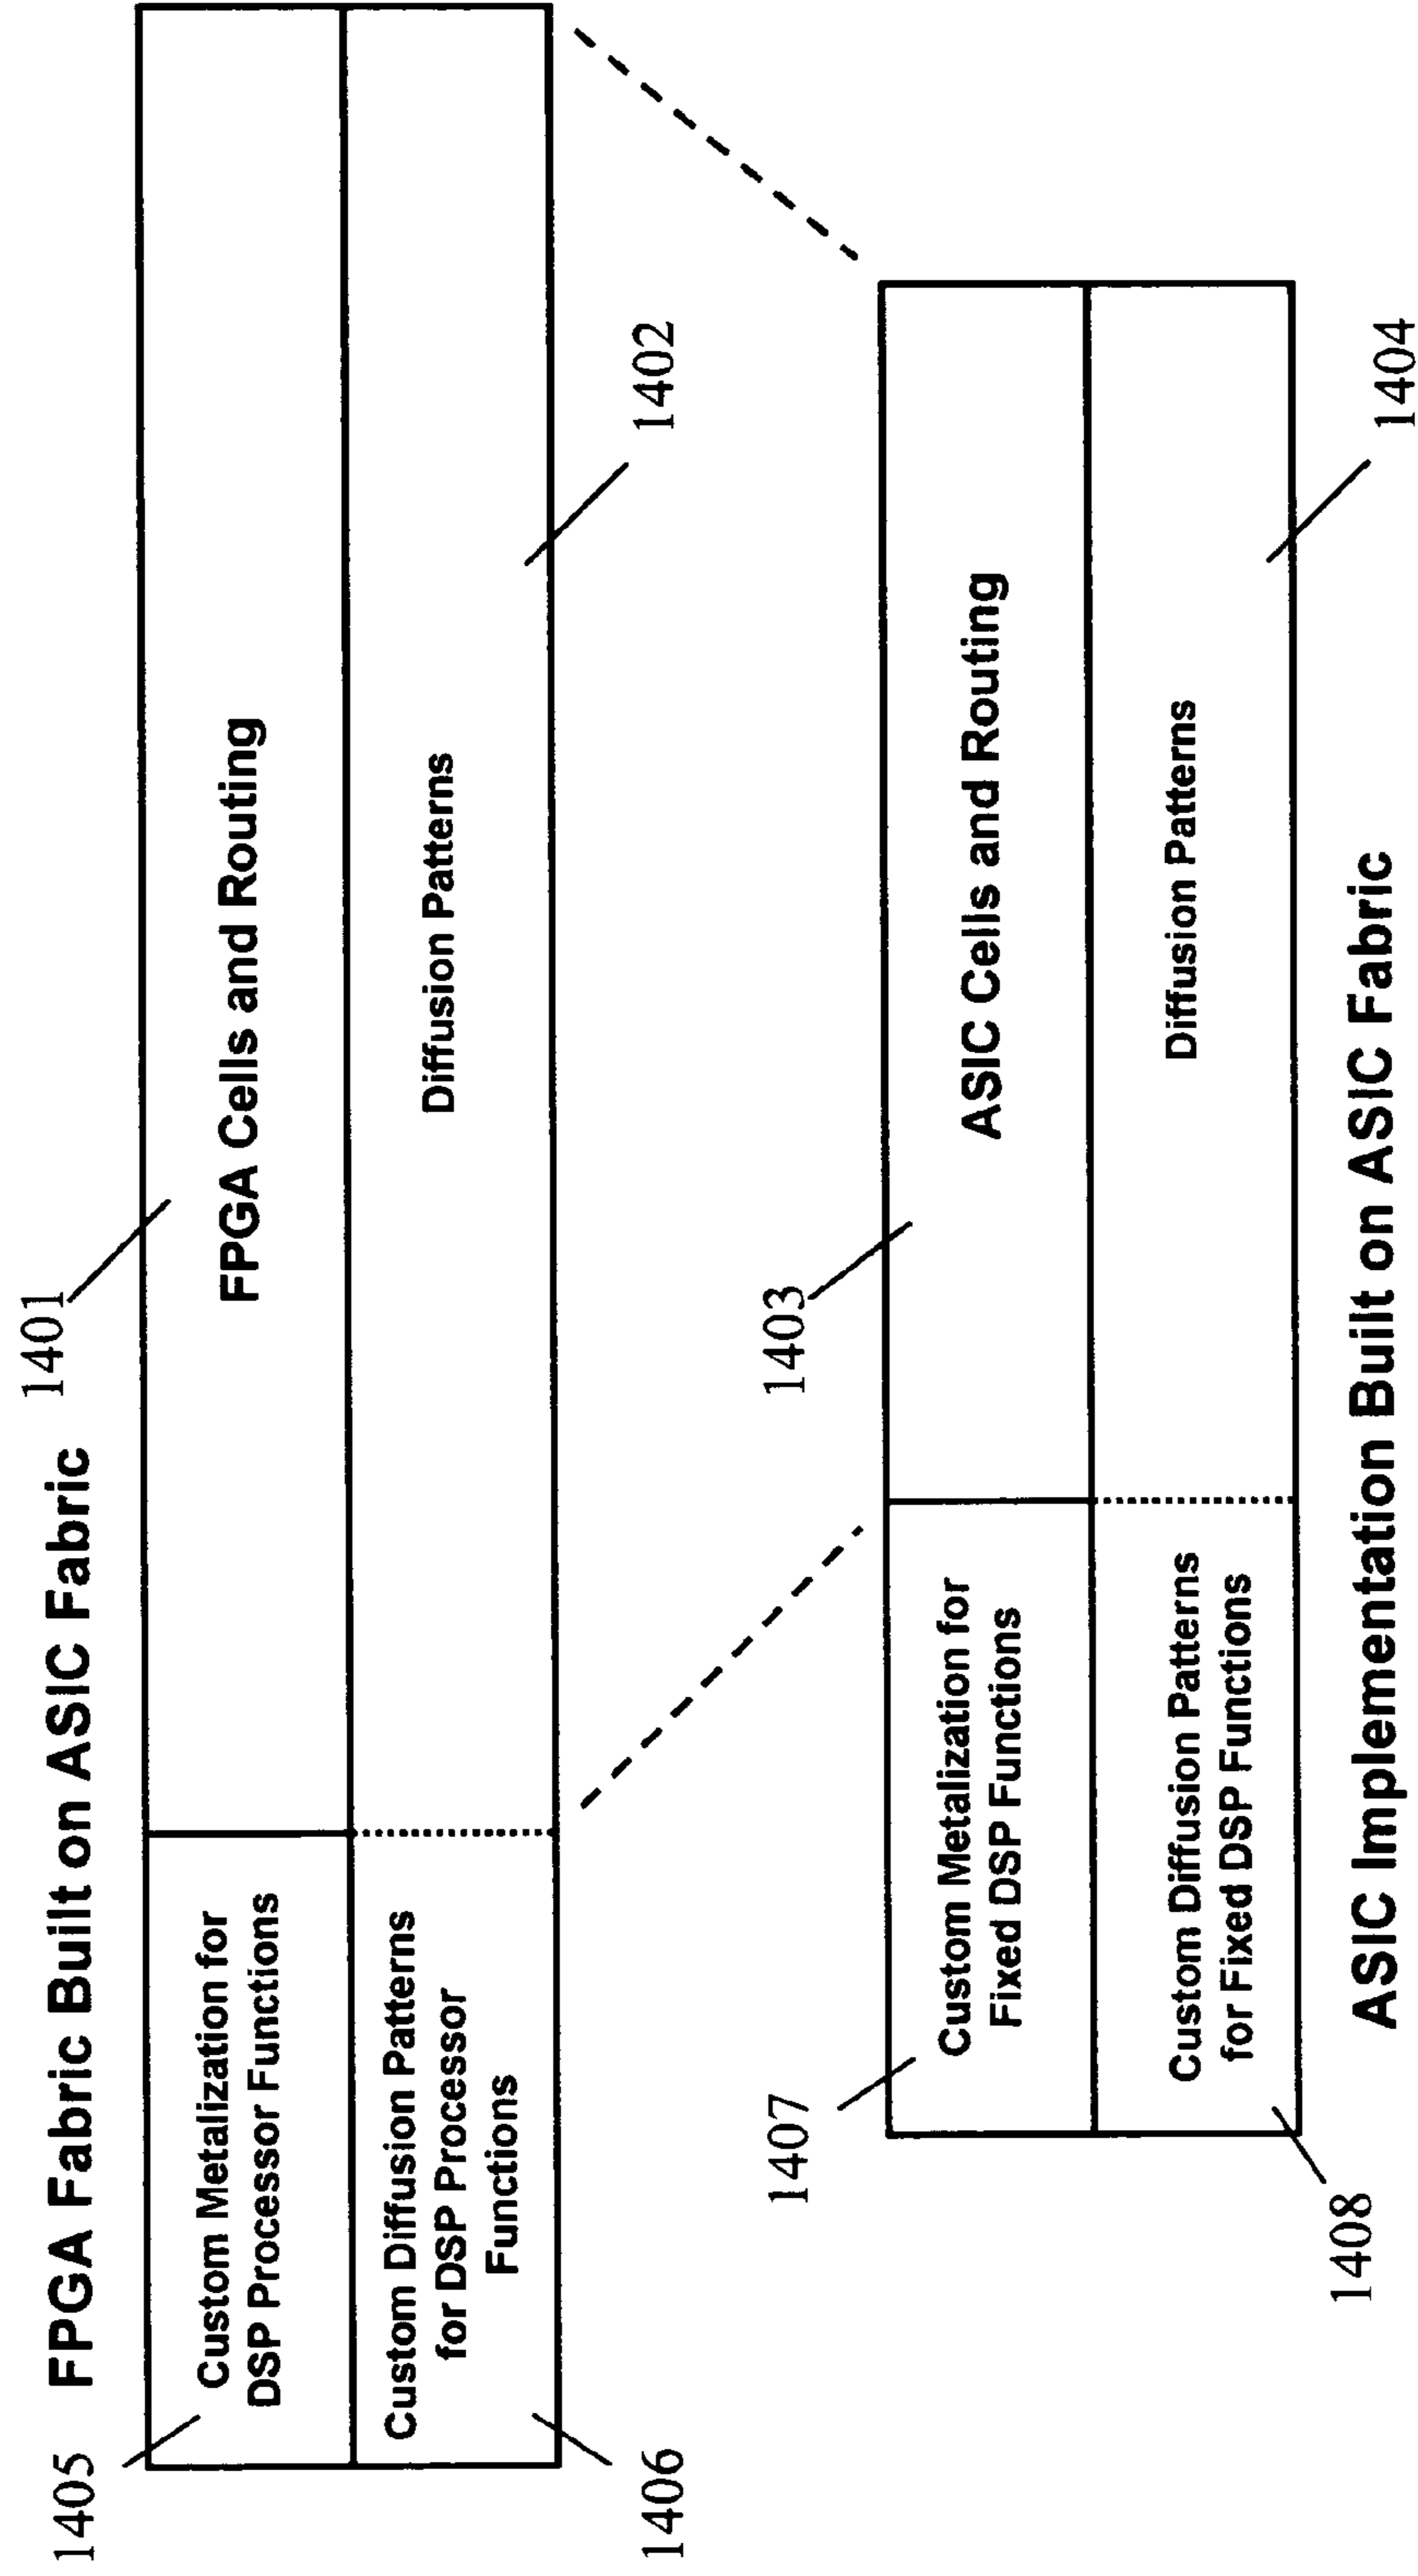 FPGA Fabric Built on ASIC Fabric
1401
1405
Custom Metalization for
DSP Processor Functions
FPGA Cells and Routing
Custom Diffusion Patterns
for DSP Processor
Functions
Diffusion Patterns
1406
1402
1407
1403
Custom Metalization for
Fixed DSP Functions
ASIC Cells and Routing
Custom Diffusion Patterns
for Fixed DSP Functions
Diffusion Patterns
1408
1404
ASIC Implementation Built on ASIC Fabric